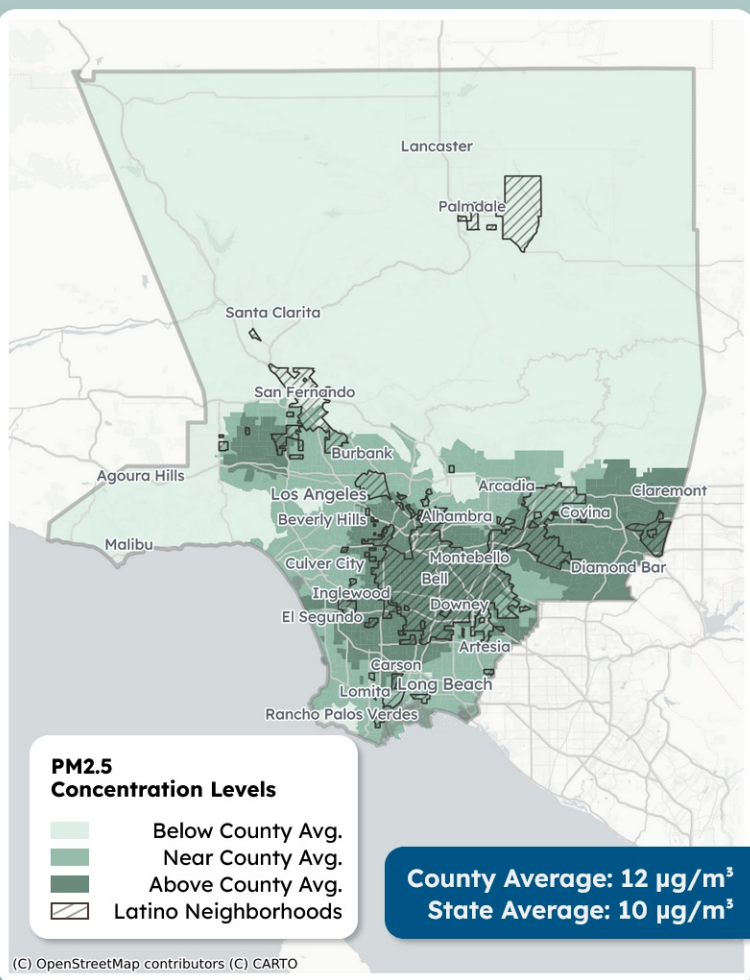 Lancaster
Palmdale
Santa Clarita
San Fernando
Burbank
Agoura Hills
Los Angeles
Arcadia
Claremont
Beverly Hills
Alhambra
Covina
Malibu
Culver City
Montebello
Diamond Bar
Bell
Inglewood
Downey
El Segundo
Artesia
Carson
Lomita
Long Beach
Rancho Palos Verdes
PM2.5
Concentration Levels
Below County Avg.
Near County Avg.
Above County Avg.
Latino Neighborhoods
County Average: 12 µg/m³
State Average: 10 µg/m³
(C) OpenStreetMap contributors (C) CARTO